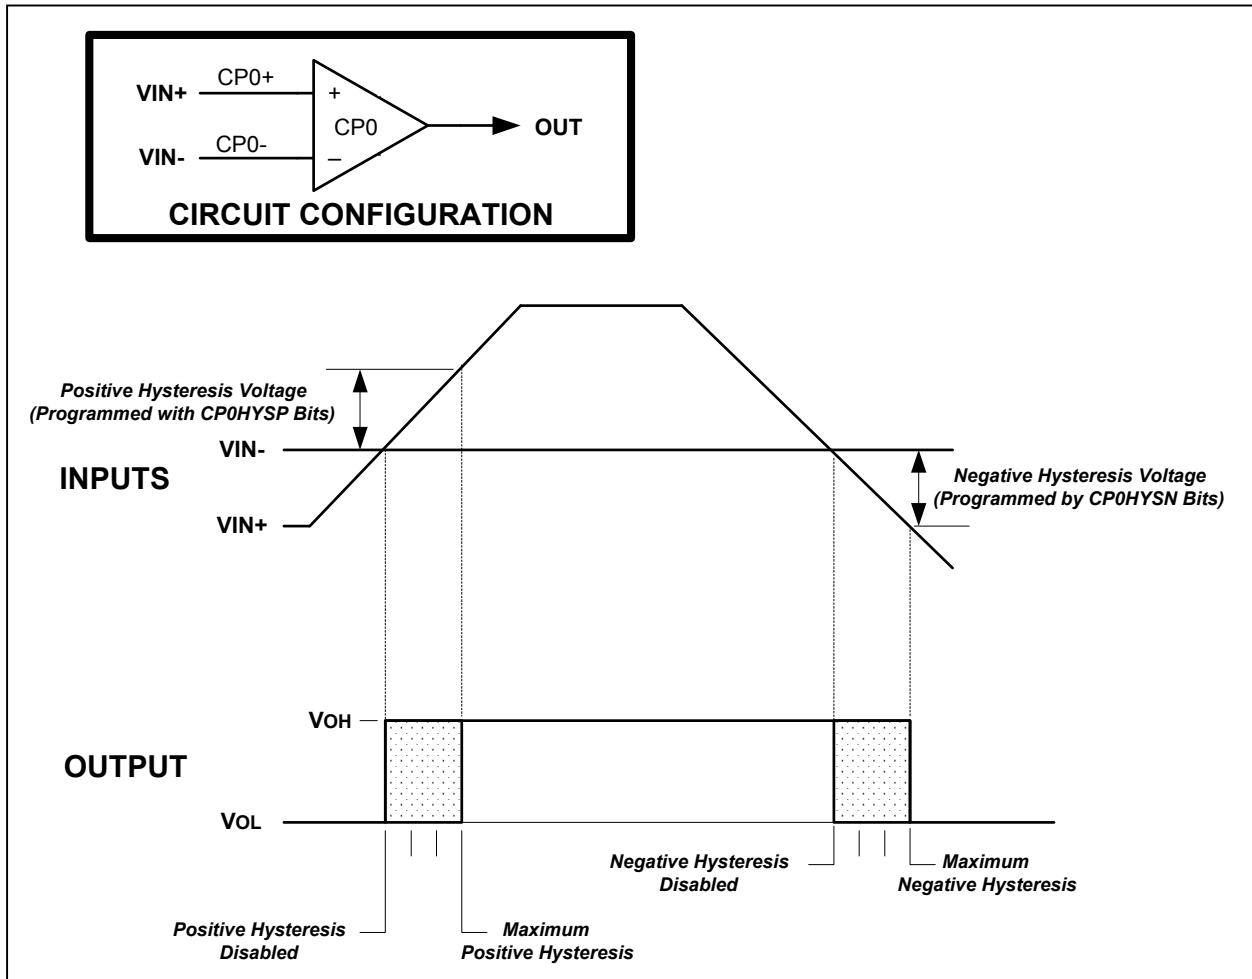 VIN+
CP0+
+
CP0
OUT
VIN-
CP0-
–
CIRCUIT CONFIGURATION
Positive Hysteresis Voltage
(Programmed with CP0HYSP Bits)
VIN-
INPUTS
VIN+
Negative Hysteresis Voltage
(Programmed by CP0HYSN Bits)
VOH
OUTPUT
VOL
Negative Hysteresis
Disabled
Maximum
Negative Hysteresis
Positive Hysteresis
Disabled
Maximum
Positive Hysteresis